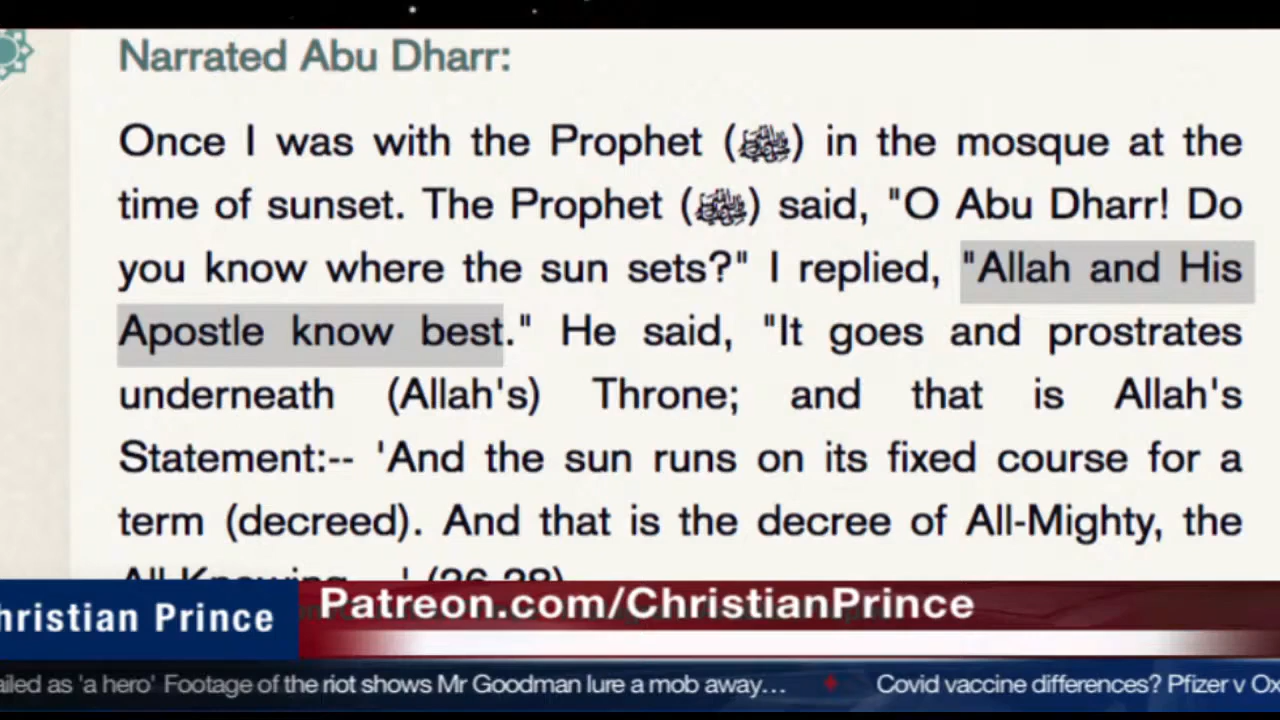 Narrated Abu Dharr:
Once I was with the Prophet (ﷺ) in the mosque at the
time of sunset. The Prophet (ﷺ) said, "O Abu Dharr! Do
you know where the sun sets?" I replied, "Allah and His
Apostle know best." He said, "It goes and prostrates
underneath (Allah's) Throne; and that is Allah's
Statement:-- 'And the sun runs on its fixed course for a
term (decreed). And that is the decree of All-Mighty, the
All-Knowing....' (36.38)
hristian Prince
Patreon.com/ChristianPrince
ailed as 'a hero' Footage of the riot shows Mr Goodman lure a mob away... Covid vaccine differences? Pfizer v Ox